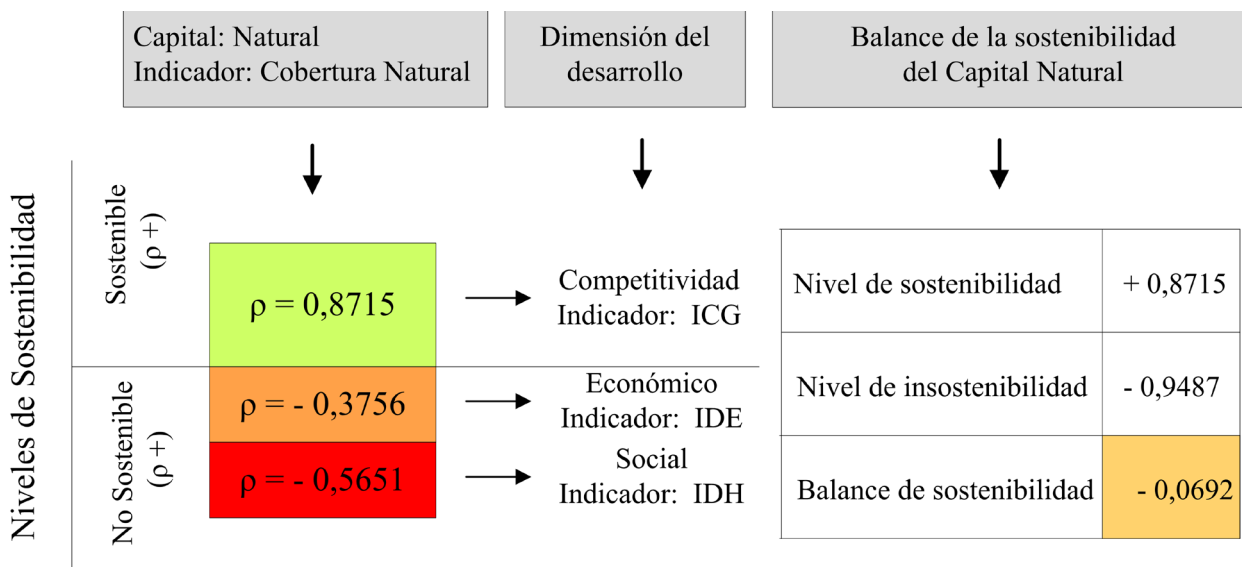 Capital: Natural
Indicador: Cobertura Natural
Dimensión del
desarrollo
Balance de la sostenibilidad
del Capital Natural
Niveles de Sostenibilidad
Sostenible
(ρ +)
ρ = 0,8715
Competitividad
Indicador: ICG
No Sostenible
(ρ +)
ρ = - 0,3756
Económico
Indicador: IDE
ρ = - 0,5651
Social
Indicador: IDH
Nivel de sostenibilidad
+ 0,8715
Nivel de insostenibilidad
- 0,9487
Balance de sostenibilidad
- 0,0692